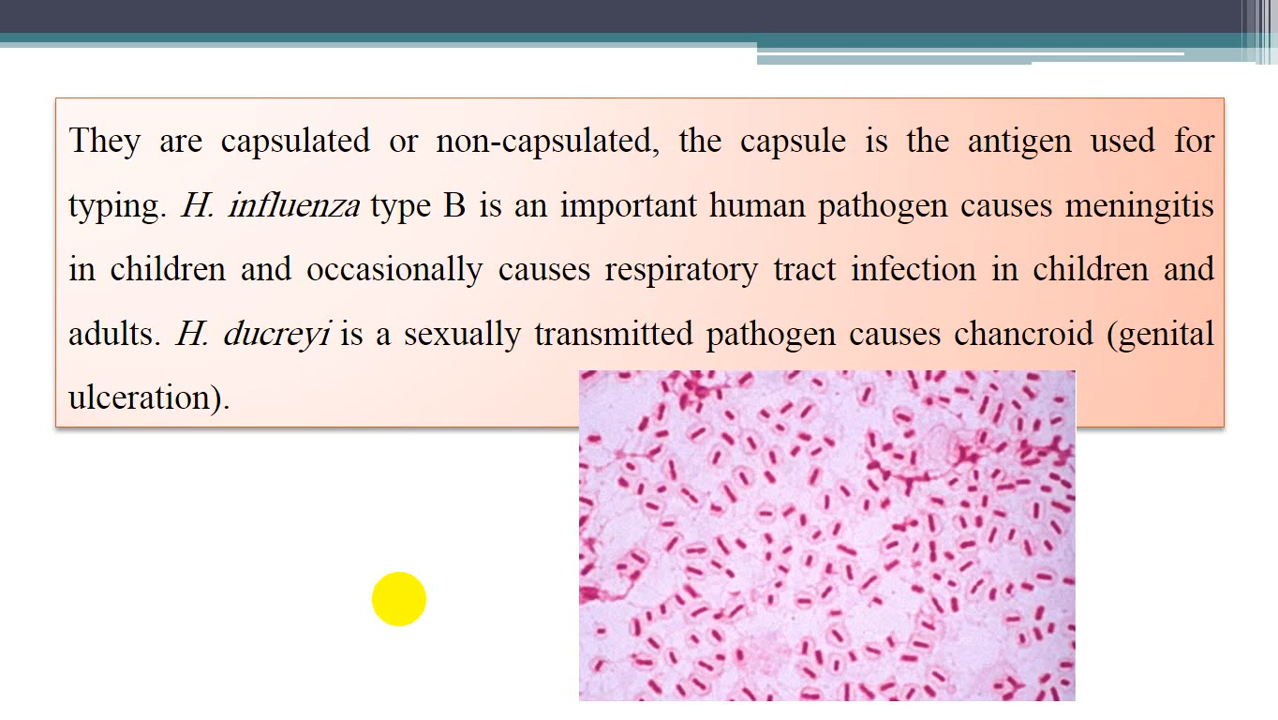 They are capsulated or non-capsulated, the capsule is the antigen used for
typing. H. influenza type B is an important human pathogen causes meningitis
in children and occasionally causes respiratory tract infection in children and
adults. H. ducreyi is a sexually transmitted pathogen causes chancroid (genital
ulceration).